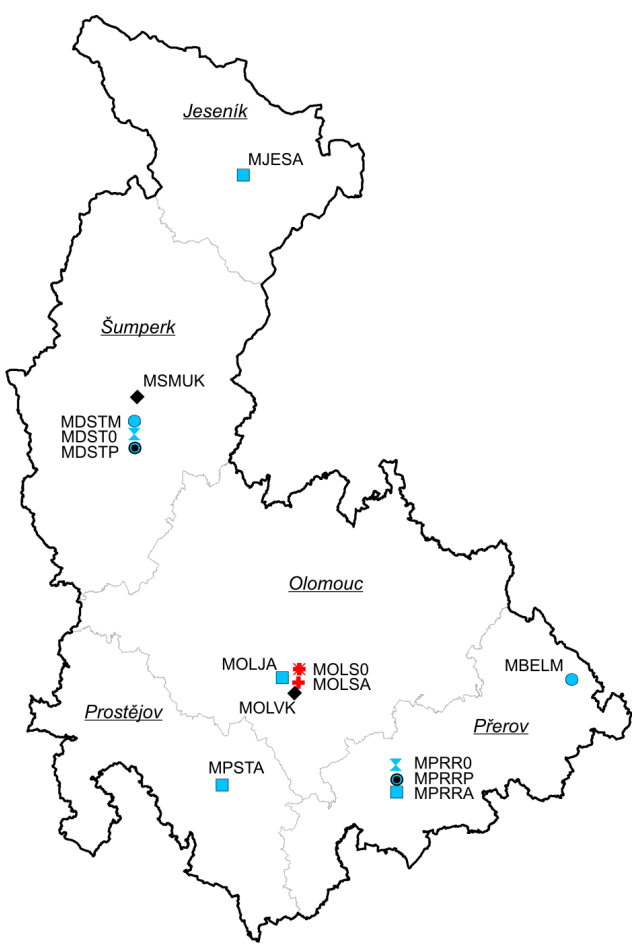 Jeseník
MJESA
Šumperk
MSMUK
MDSTM
MDST0
MDSTP
Olomouc
MOLJA
MOLS0
MOLSA
MOLVK
MBELM
Prostějov
Přerov
MPSTA
MPRR0
MPRRP
MPRRA